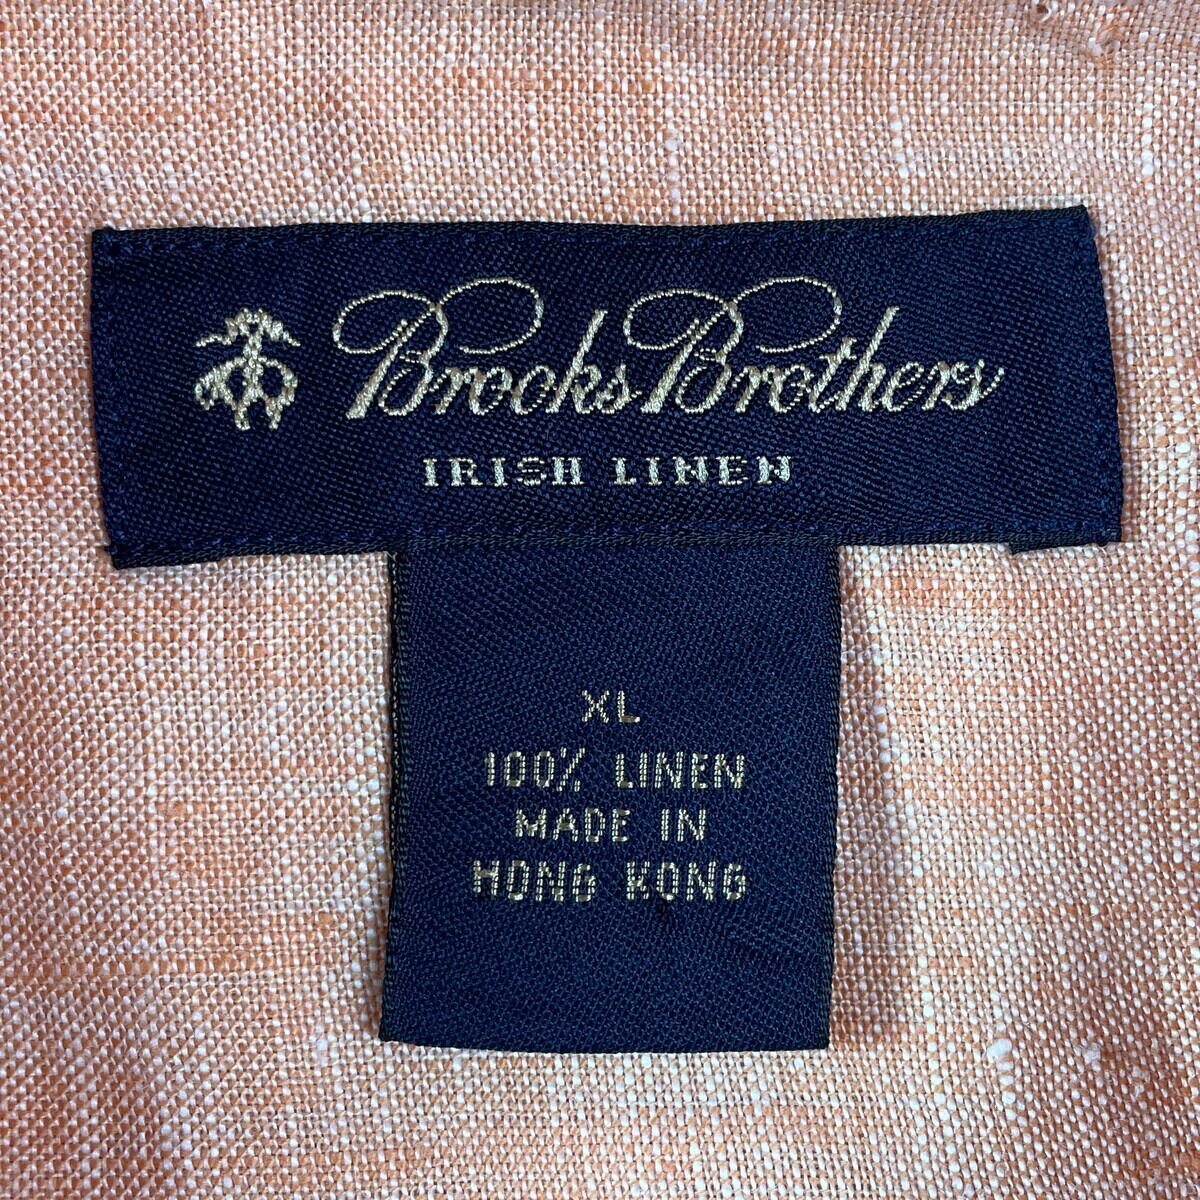 Brooks Brothers
IRISH LINEN
XL
100% LINEN
MADE IN
HONG KONG